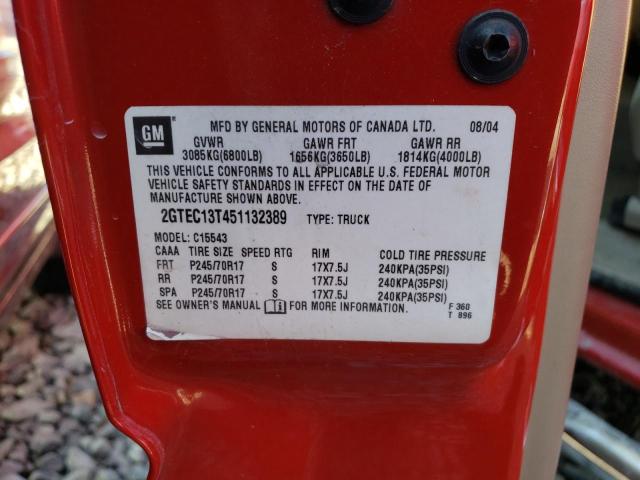 GM
MFD BY GENERAL MOTORS OF CANADA LTD. 08/04
GVWR GAWR FRT GAWR RR
3085KG(6800LB) 1656KG(3650LB) 1814KG(4000LB)
THIS VEHICLE CONFORMS TO ALL APPLICABLE U.S. FEDERAL MOTOR
VEHICLE SAFETY STANDARDS IN EFFECT ON THE DATE OF
MANUFACTURE SHOWN ABOVE.
2GTEC13T451132389 TYPE: TRUCK
MODEL: C15543
CAAA TIRE SIZE SPEED RTG RIM COLD TIRE PRESSURE
FRT P245/70R17 S 17X7.5J 240KPA(35PSI)
RR P245/70R17 S 17X7.5J 240KPA(35PSI)
SPA P245/70R17 S 17X7.5J 240KPA(35PSI)
SEE OWNER'S MANUAL FOR MORE INFORMATION.
F 360
T 896